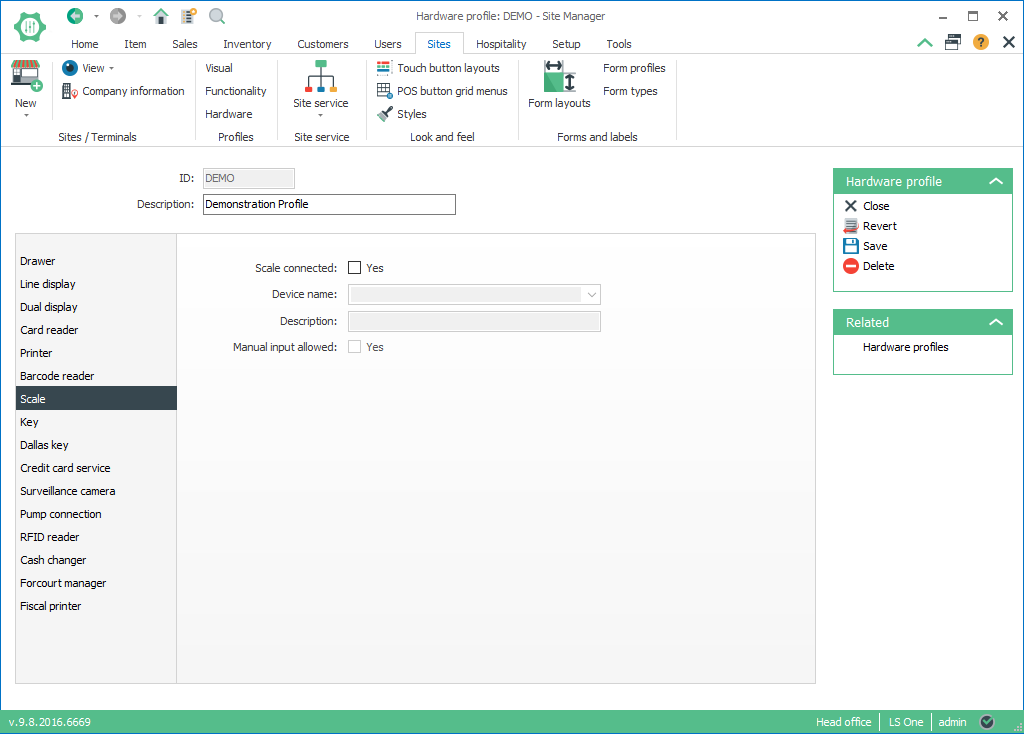 Hardware profile: DEMO - Site Manager
Home Item Sales Inventory Customers Users Sites Hospitality Setup Tools
New
View
Company information
Sites / Terminals
Visual
Functionality
Hardware
Profiles
Site service
Site service
Touch button layouts
POS button grid menus
Styles
Look and feel
Form layouts
Form profiles
Form types
Forms and labels
ID: DEMO
Description: Demonstration Profile
Drawer
Line display
Dual display
Card reader
Printer
Barcode reader
Scale
Key
Dallas key
Credit card service
Surveillance camera
Pump connection
RFID reader
Cash changer
Forcourt manager
Fiscal printer
Scale connected: Yes
Device name:
Description:
Manual input allowed: Yes
Hardware profile
Close
Revert
Save
Delete
Related
Hardware profiles
v.9.8.2016.6669
Head office LS One admin